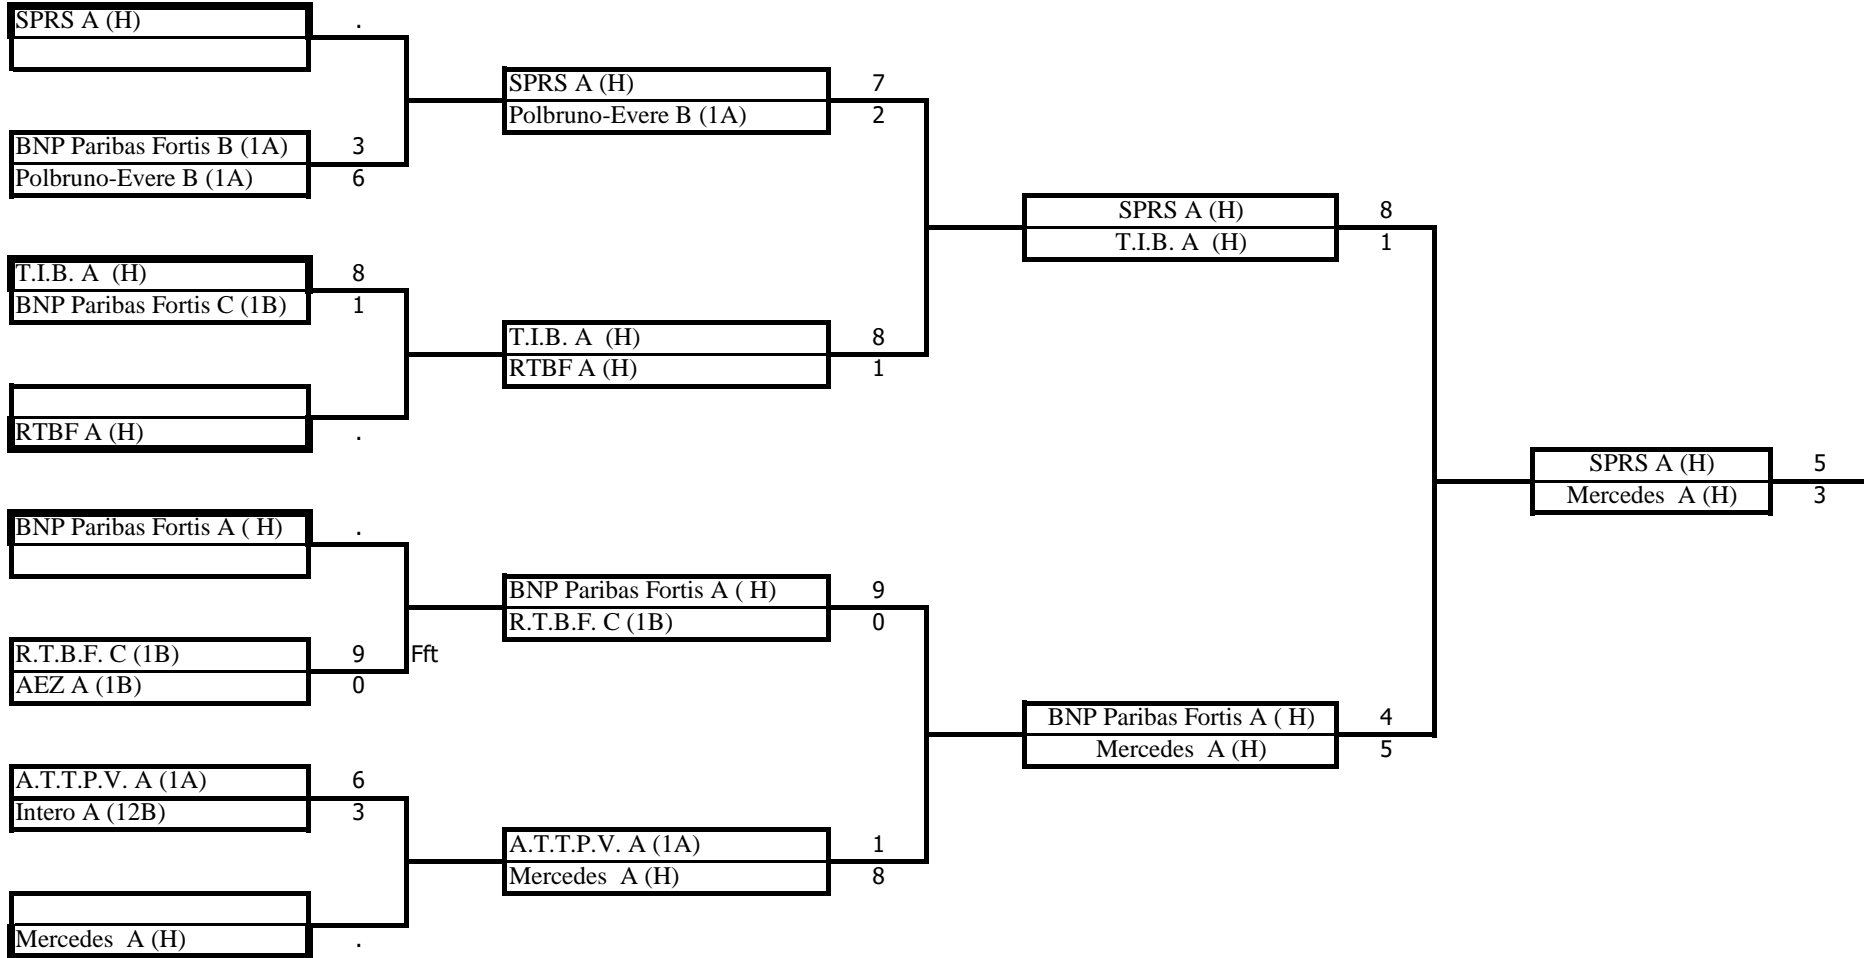 SPRS A (H) .
SPRS A (H) 7
Polbruno-Evere B (1A) 2
BNP Paribas Fortis B (1A) 3
Polbruno-Evere B (1A) 6
SPRS A (H) 8
T.I.B. A (H) 1
T.I.B. A (H) 8
BNP Paribas Fortis C (1B) 1
T.I.B. A (H) 8
RTBF A (H) 1
RTBF A (H) .
SPRS A (H) 5
Mercedes A (H) 3
BNP Paribas Fortis A ( H) .
BNP Paribas Fortis A ( H) 9
R.T.B.F. C (1B) 0
R.T.B.F. C (1B) 9 Fft
AEZ A (1B) 0
BNP Paribas Fortis A ( H) 4
Mercedes A (H) 5
A.T.T.P.V. A (1A) 6
Intero A (12B) 3
A.T.T.P.V. A (1A) 1
Mercedes A (H) 8
Mercedes A (H) .